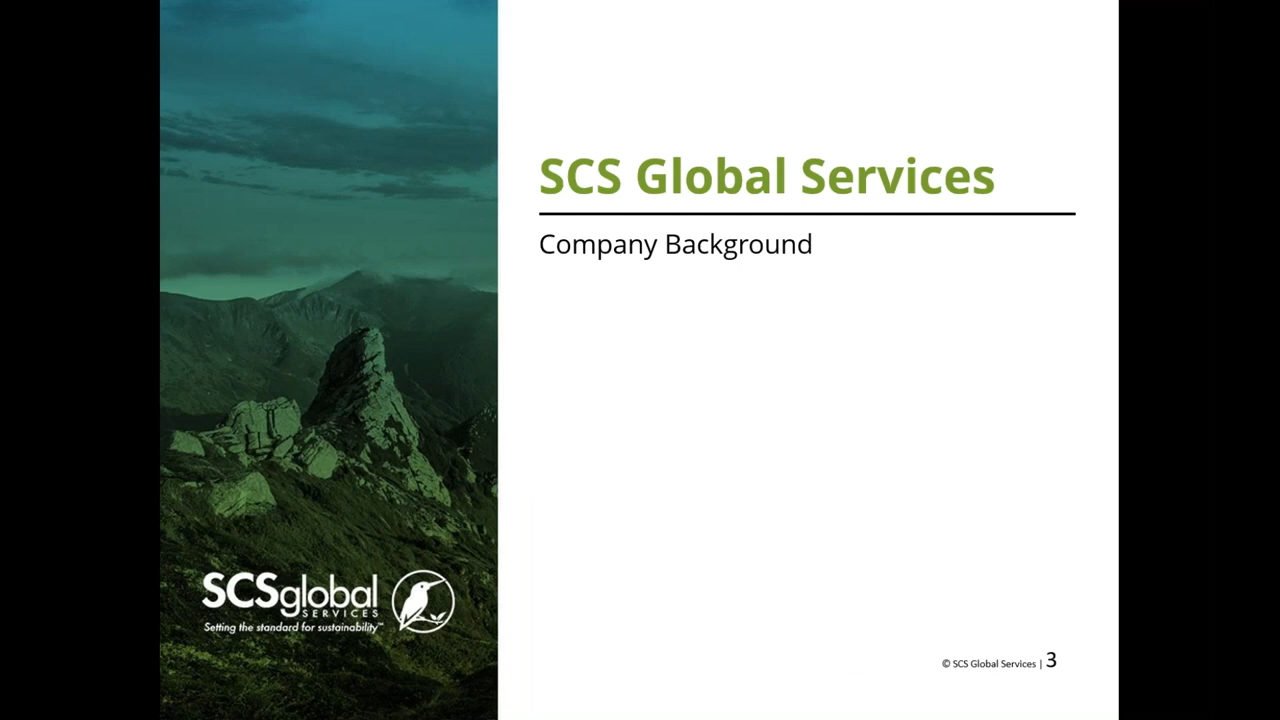 SCS Global Services
Company Background
SCSglobal
SERVICES
Setting the standard for sustainability™
© SCS Global Services | 3